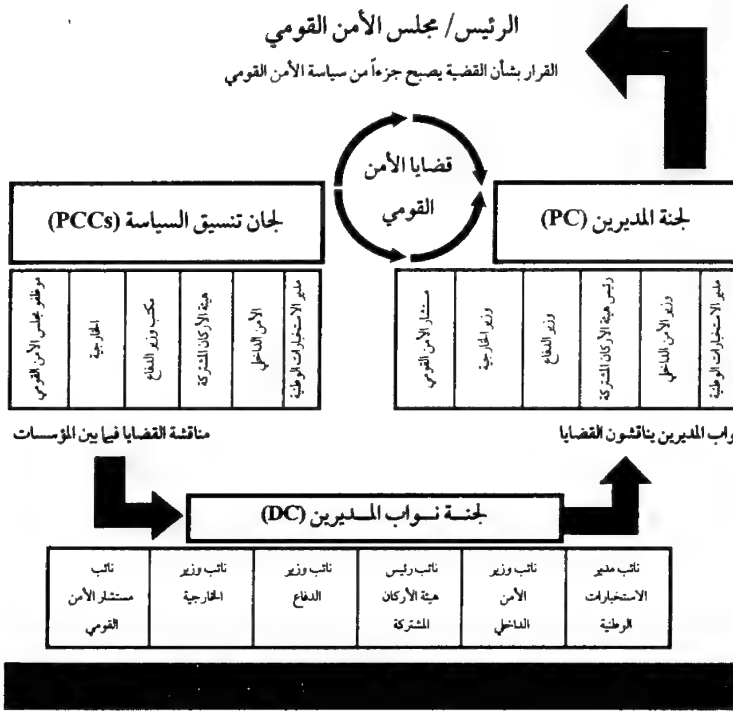 الرئيس/ مجلس الأمن القومي
القرار بشأن القضية يصبح جزءاً من سياسة الأمن القومي
قضايا الأمن
القومي
لجنة المديرين (PC)
لجان تنسيق السياسة (PCCs)
مدير الاستخبارات الوطنية
وزير الأمن الداخلي
رئيس هيئة الأركان المشتركة
وزير الدفاع
وزير الخارجية
مستشار الأمن القومي
مدير الاستخبارات الوطنية
الأمن الداخلي
هيئة الأركان المشتركة
مكتب وزير الدفاع
الخارجية
موظفو مجلس الأمن القومي
نواب المديرين يناقشون القضايا
مناقشة القضايا فيما بين المؤسسات
لجنة نواب المديرين (DC)
نائب مدير
الاستخبارات
الوطنية
نائب وزير
الأمن
الداخلي
نائب رئيس
هيئة الأركان
المشتركة
نائب وزير
الدفاع
نائب وزير
الخارجية
نائب
مستشار الأمن
القومي